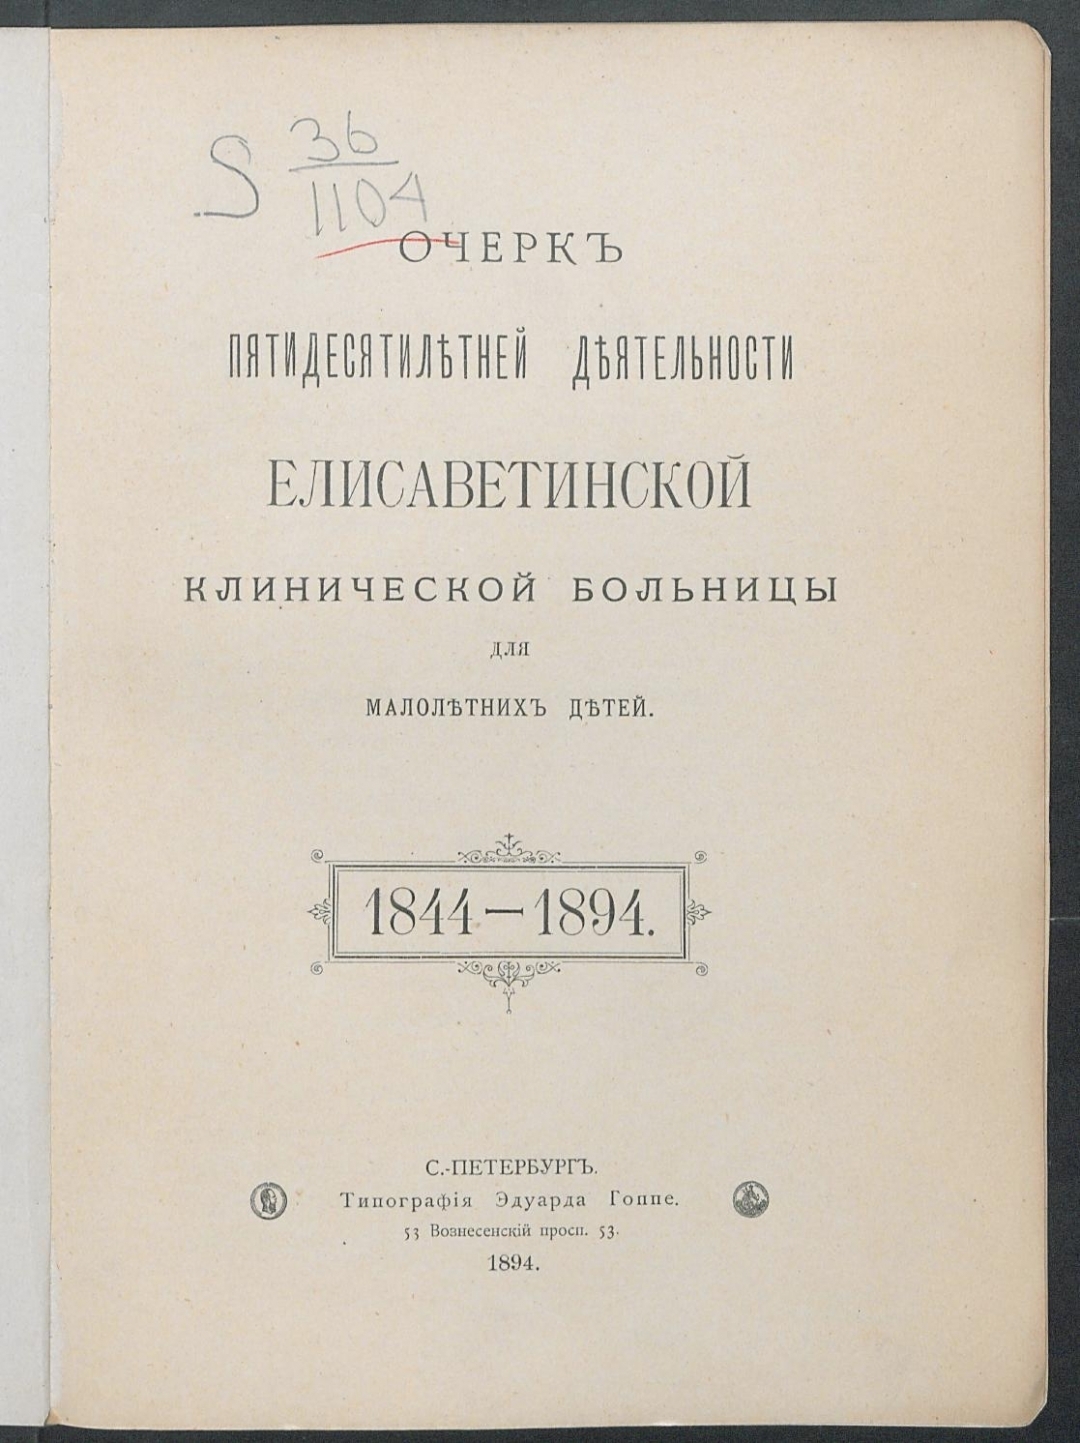 S 36
1104
ОЧЕРКЪ
ПЯТИДЕСЯТИЛѢТНЕЙ ДѢЯТЕЛЬНОСТИ
ЕЛИСАВЕТИНСКОЙ
КЛИНИЧЕСКОЙ БОЛЬНИЦЫ
ДЛЯ
МАЛОЛѢТНИХЪ ДѢТЕЙ.
1844—1894.
С.-ПЕТЕРБУРГЪ.
Типографія Эдуарда Гоппе.
53 Вознесенскій просп. 53.
1894.